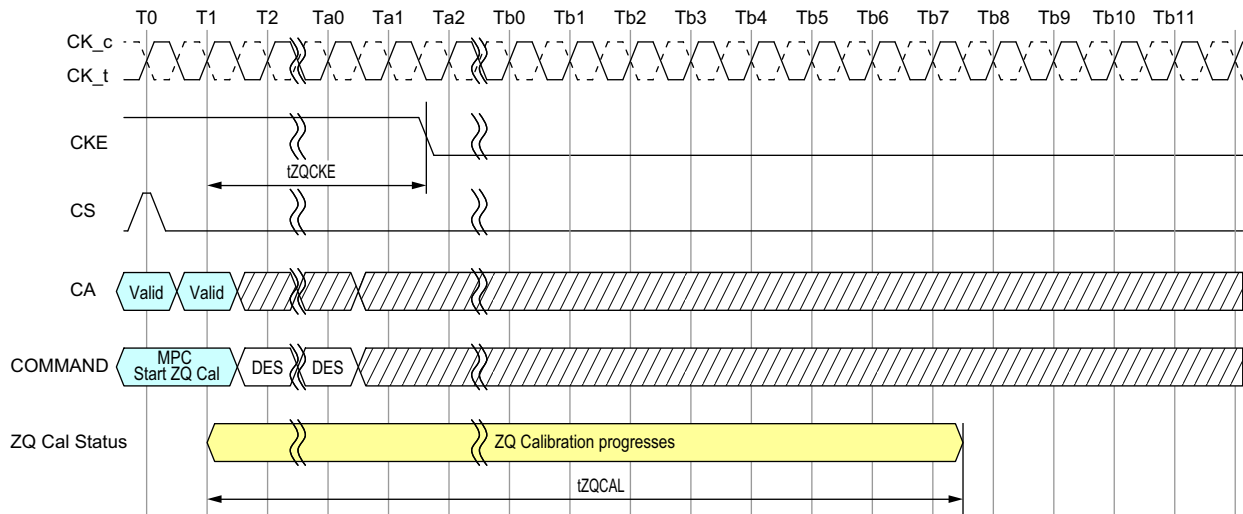 T0 T1 T2 Ta0 Ta1 Ta2 Tb0 Tb1 Tb2 Tb3 Tb4 Tb5 Tb6 Tb7 Tb8 Tb9 Tb10 Tb11
CK_c
CK_t
CKE
tZQCKE
CS
CA Valid Valid
COMMAND MPC
Start ZQ Cal DES DES
ZQ Cal Status ZQ Calibration progresses
tZQCAL